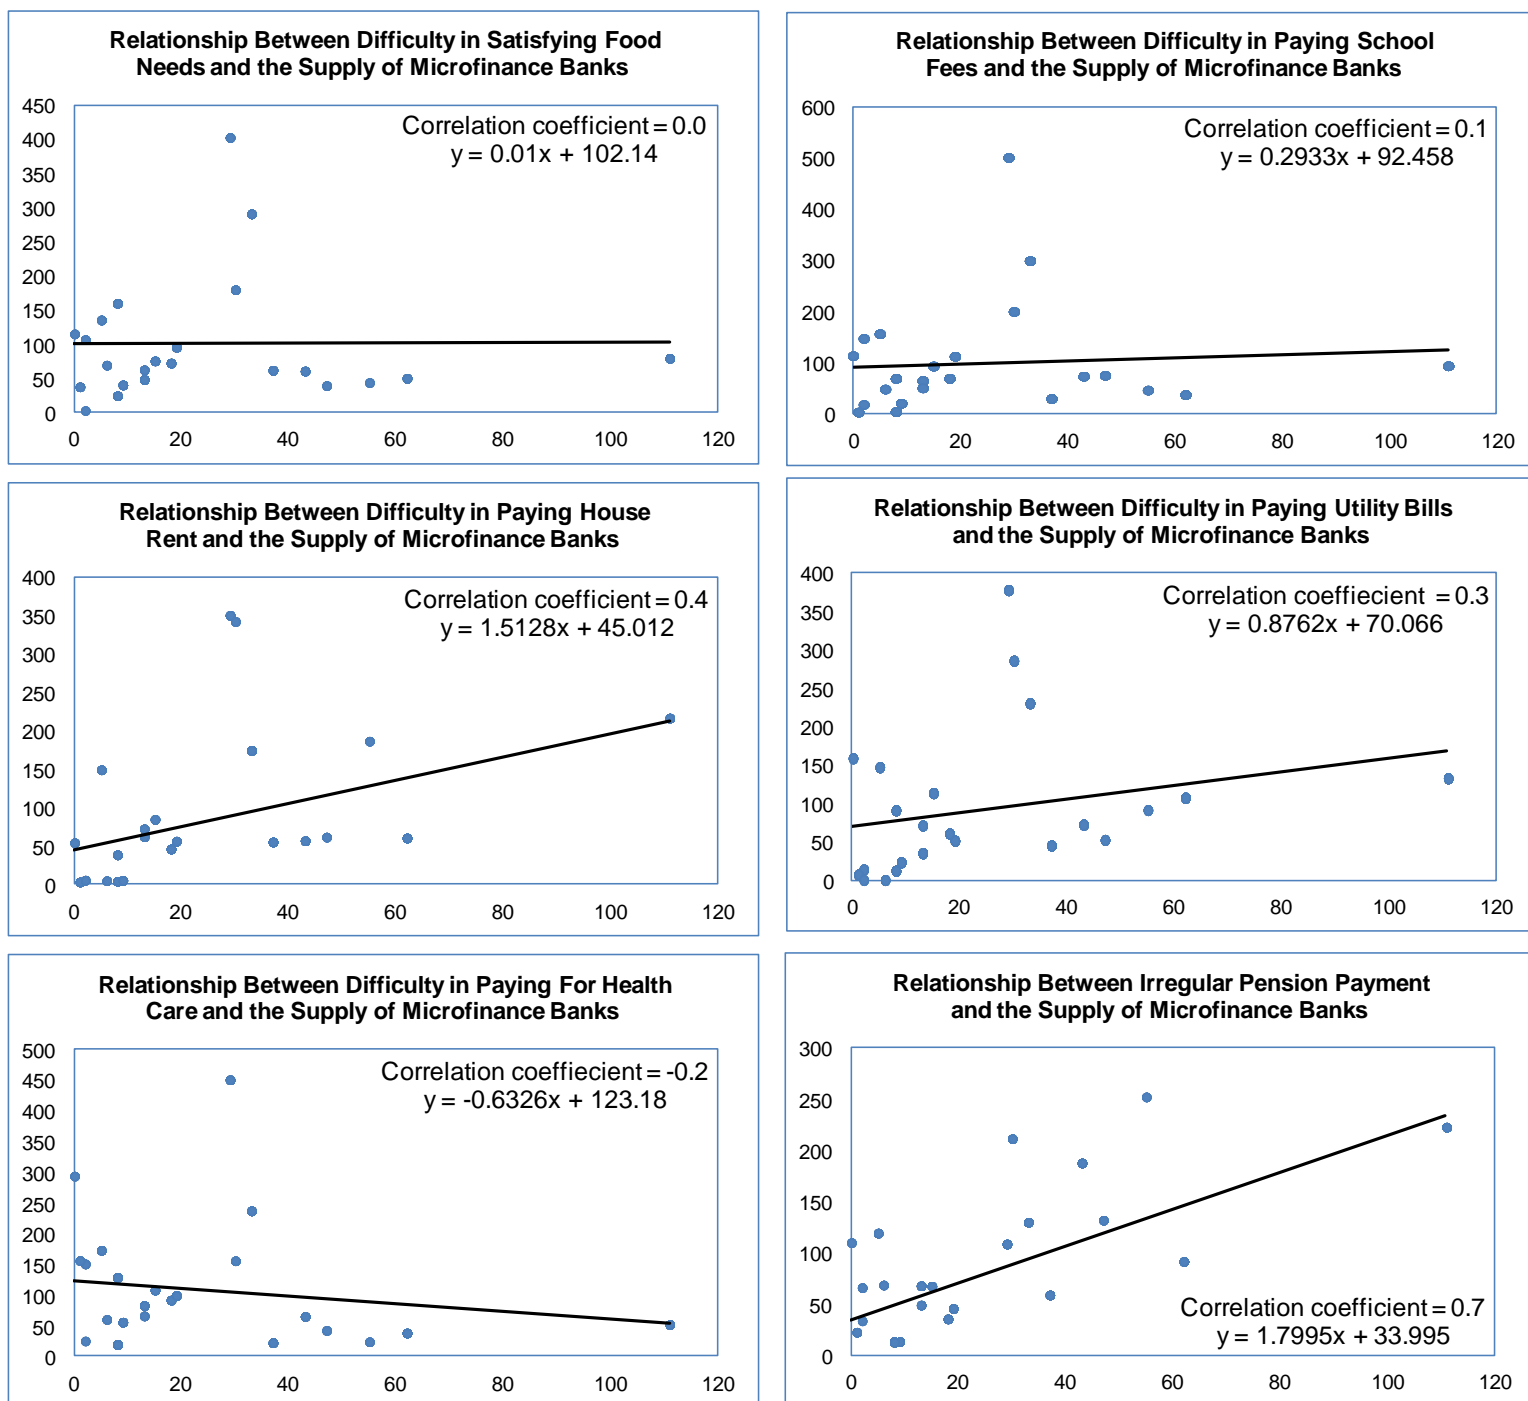 Relationship Between Difficulty in Satisfying Food
Needs and the Supply of Microfinance Banks
Correlation coefficient = 0.0
y = 0.01x + 102.14
450
400
350
300
250
200
150
100
50
0
0 20 40 60 80 100 120
Relationship Between Difficulty in Paying School
Fees and the Supply of Microfinance Banks
Correlation coefficient = 0.1
y = 0.2933x + 92.458
600
500
400
300
200
100
0
0 20 40 60 80 100 120
Relationship Between Difficulty in Paying House
Rent and the Supply of Microfinance Banks
Correlation coefficient = 0.4
y = 1.5128x + 45.012
400
350
300
250
200
150
100
50
0
0 20 40 60 80 100 120
Relationship Between Difficulty in Paying Utility Bills
and the Supply of Microfinance Banks
Correlation coeffiecient = 0.3
y = 0.8762x + 70.066
400
350
300
250
200
150
100
50
0
0 20 40 60 80 100 120
Relationship Between Difficulty in Paying For Health
Care and the Supply of Microfinance Banks
Correlation coeffiecient = -0.2
y = -0.6326x + 123.18
500
450
400
350
300
250
200
150
100
50
0
0 20 40 60 80 100 120
Relationship Between Irregular Pension Payment
and the Supply of Microfinance Banks
300
250
200
150
100
50
0
Correlation coefficient = 0.7
y = 1.7995x + 33.995
0 20 40 60 80 100 120